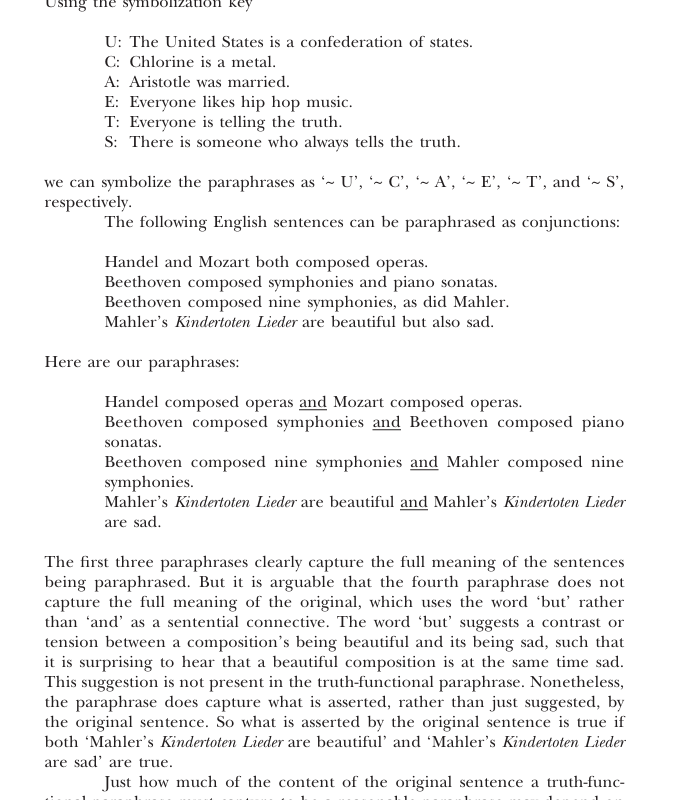 Using the symbolization key
U: The United States is a confederation of states.
C: Chlorine is a metal.
A: Aristotle was married.
E: Everyone likes hip hop music.
T: Everyone is telling the truth.
S: There is someone who always tells the truth.
we can symbolize the paraphrases as ‘~ U’, ‘~ C’, ‘~ A’, ‘~ E’, ‘~ T’, and ‘~ S’,
respectively.
The following English sentences can be paraphrased as conjunctions:
Handel and Mozart both composed operas.
Beethoven composed symphonies and piano sonatas.
Beethoven composed nine symphonies, as did Mahler.
Mahler’s Kindertoten Lieder are beautiful but also sad.
Here are our paraphrases:
Handel composed operas and Mozart composed operas.
Beethoven composed symphonies and Beethoven composed piano
sonatas.
Beethoven composed nine symphonies and Mahler composed nine
symphonies.
Mahler’s Kindertoten Lieder are beautiful and Mahler’s Kindertoten Lieder
are sad.
The first three paraphrases clearly capture the full meaning of the sentences
being paraphrased. But it is arguable that the fourth paraphrase does not
capture the full meaning of the original, which uses the word ‘but’ rather
than ‘and’ as a sentential connective. The word ‘but’ suggests a contrast or
tension between a composition’s being beautiful and its being sad, such that
it is surprising to hear that a beautiful composition is at the same time sad.
This suggestion is not present in the truth-functional paraphrase. Nonetheless,
the paraphrase does capture what is asserted, rather than just suggested, by
the original sentence. So what is asserted by the original sentence is true if
both ‘Mahler’s Kindertoten Lieder are beautiful’ and ‘Mahler’s Kindertoten Lieder
are sad’ are true.
Just how much of the content of the original sentence a truth-func-
tional paraphrase must capture to be a reasonable paraphrase may depend on